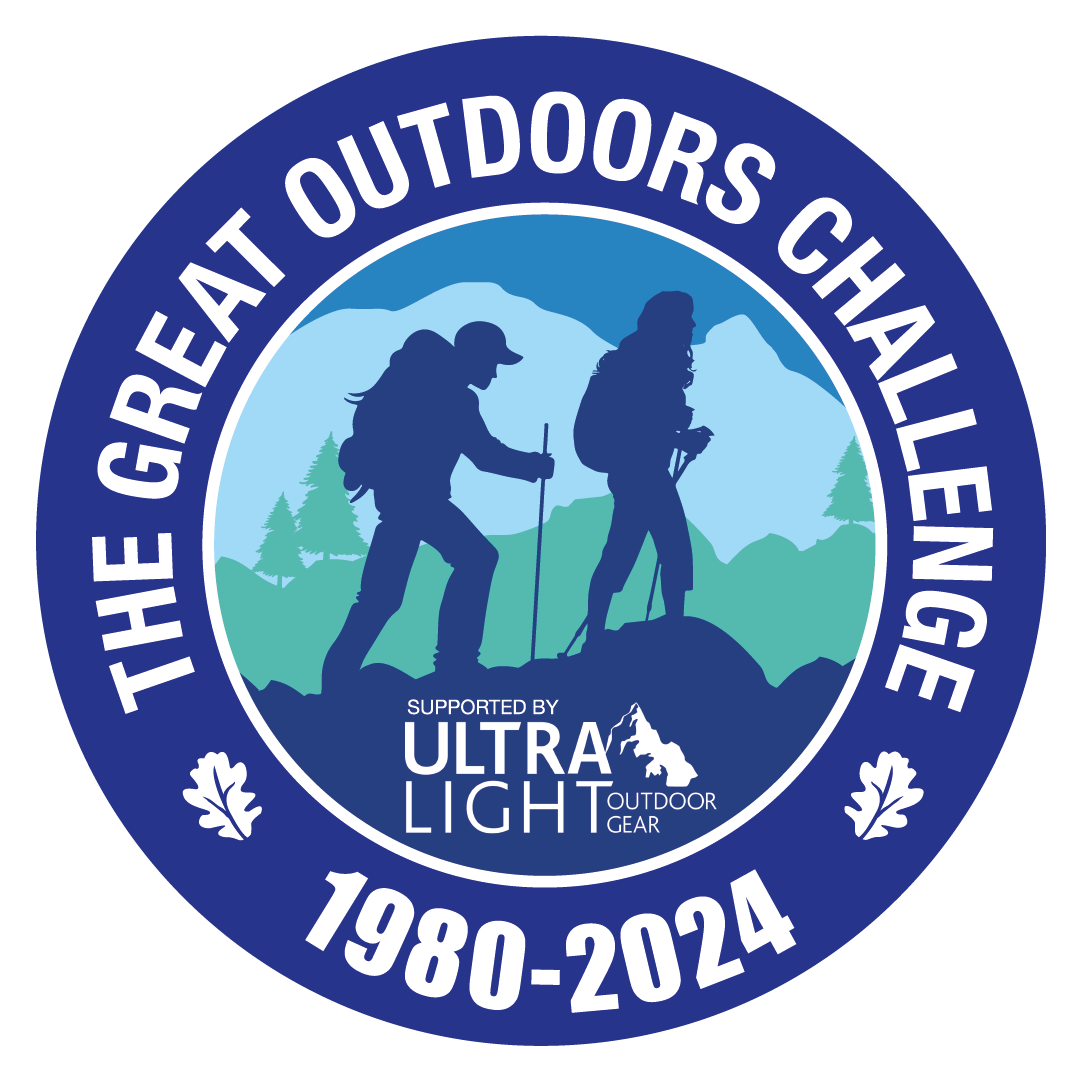 THE GREAT OUTDOORS CHALLENGE
SUPPORTED BY
ULTRA
LIGHT
OUTDOOR
GEAR
1980-2024